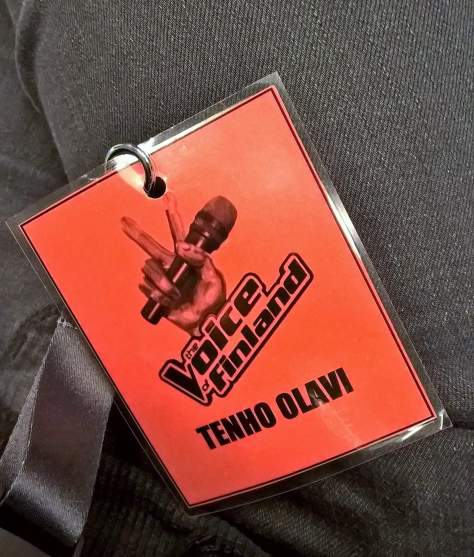 the
Voice
of Finland
TENHO OLAVI